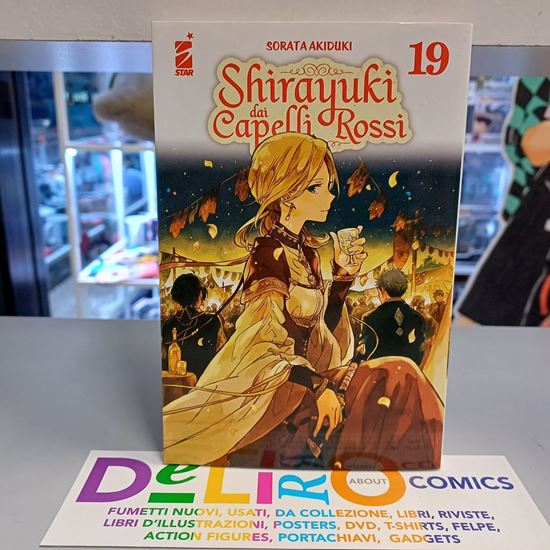 SORATA AKIDUKI
19
STAR
Shirayuki
dai
Capelli Rossi
DeLIRO ABOUT COMICS
FUMETTI NUOVI, USATI, DA COLLEZIONE, LIBRI, RIVISTE,
LIBRI D'ILLUSTRAZIONI, POSTERS, DVD, T-SHIRTS, FELPE,
ACTION FIGURES, PORTACHIAVI, GADGETS